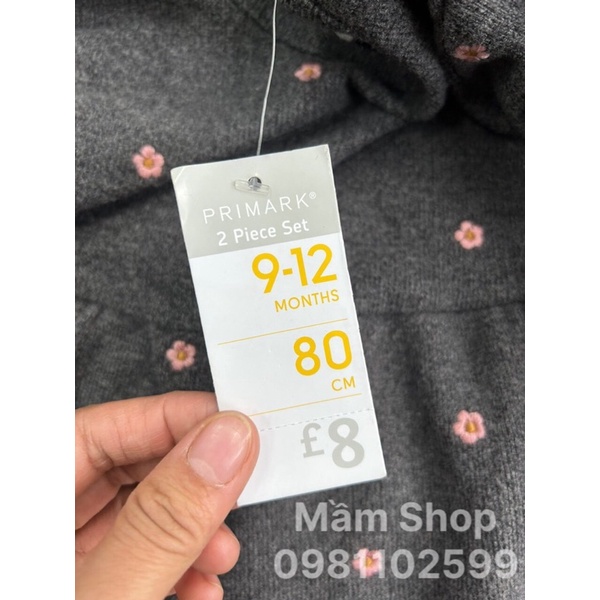 PRIMARK®
2 Piece Set
9-12
MONTHS
80
CM
£8
Mầm Shop
0981102599